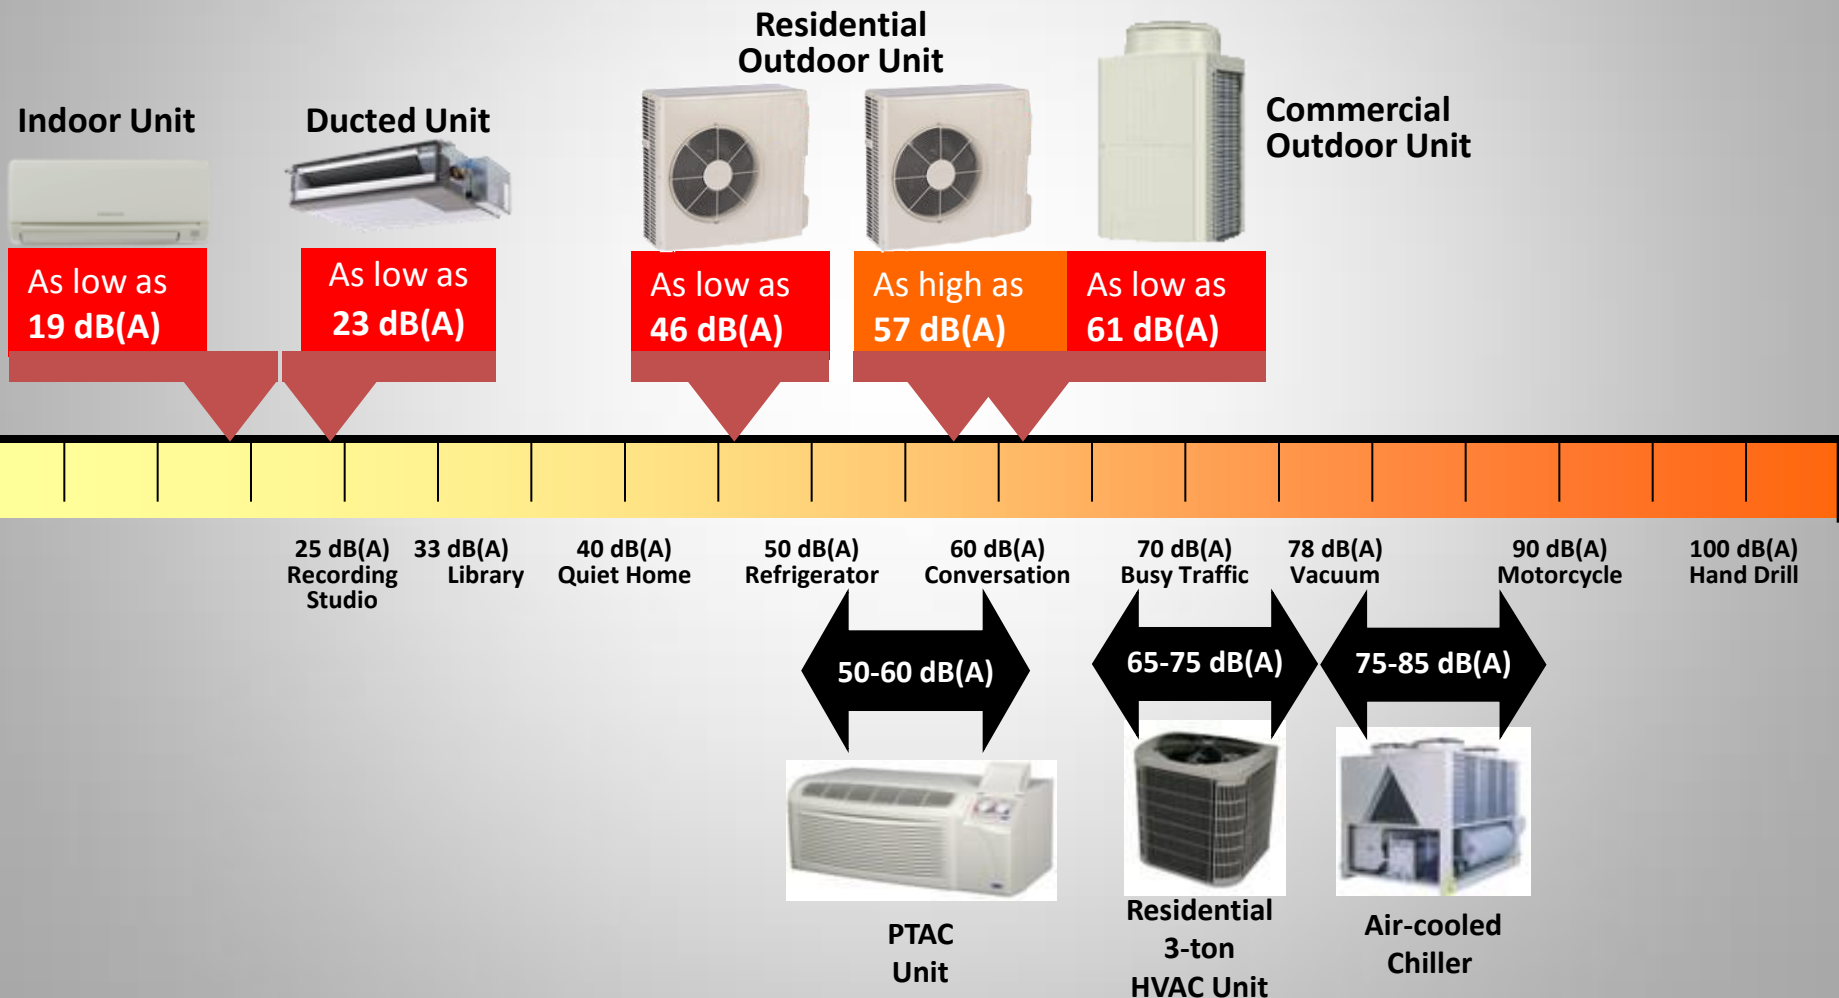 Residential
Outdoor Unit
Indoor Unit
Ducted Unit
Commercial
Outdoor Unit
As low as
19 dB(A)
As low as
23 dB(A)
As low as
46 dB(A)
As high as
57 dB(A)
As low as
61 dB(A)
25 dB(A)
Recording
Studio
33 dB(A)
Library
40 dB(A)
Quiet Home
50 dB(A)
Refrigerator
60 dB(A)
Conversation
70 dB(A)
Busy Traffic
78 dB(A)
Vacuum
90 dB(A)
Motorcycle
100 dB(A)
Hand Drill
50-60 dB(A)
65-75 dB(A)
75-85 dB(A)
PTAC
Unit
Residential
3-ton
HVAC Unit
Air-cooled
Chiller